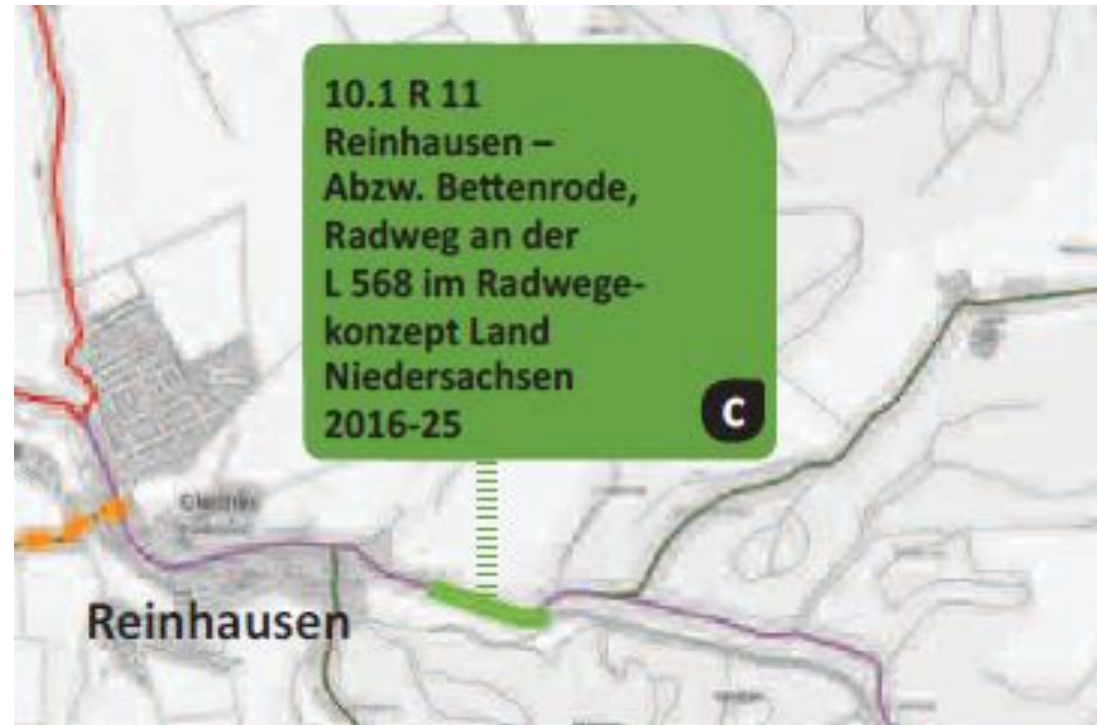 10.1 R 11
Reinhausen –
Abzw. Bettenrode,
Radweg an der
L 568 im Radwege-
konzept Land
Niedersachsen
2016-25
C
Reinhausen